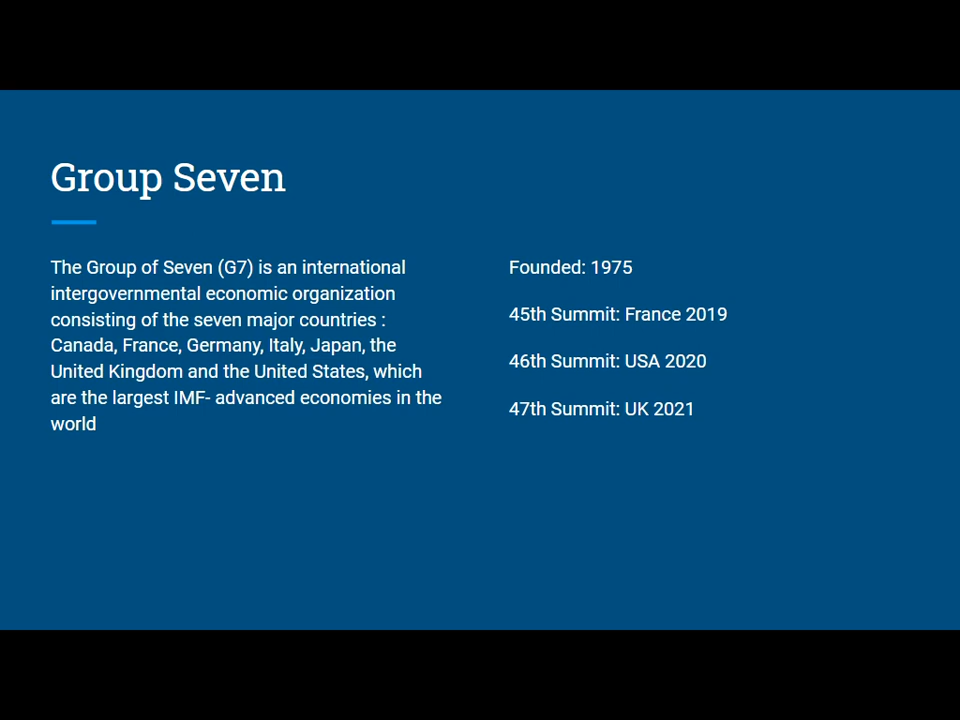 Group Seven
The Group of Seven (G7) is an international
intergovernmental economic organization
consisting of the seven major countries :
Canada, France, Germany, Italy, Japan, the
United Kingdom and the United States, which
are the largest IMF- advanced economies in the
world
Founded: 1975
45th Summit: France 2019
46th Summit: USA 2020
47th Summit: UK 2021